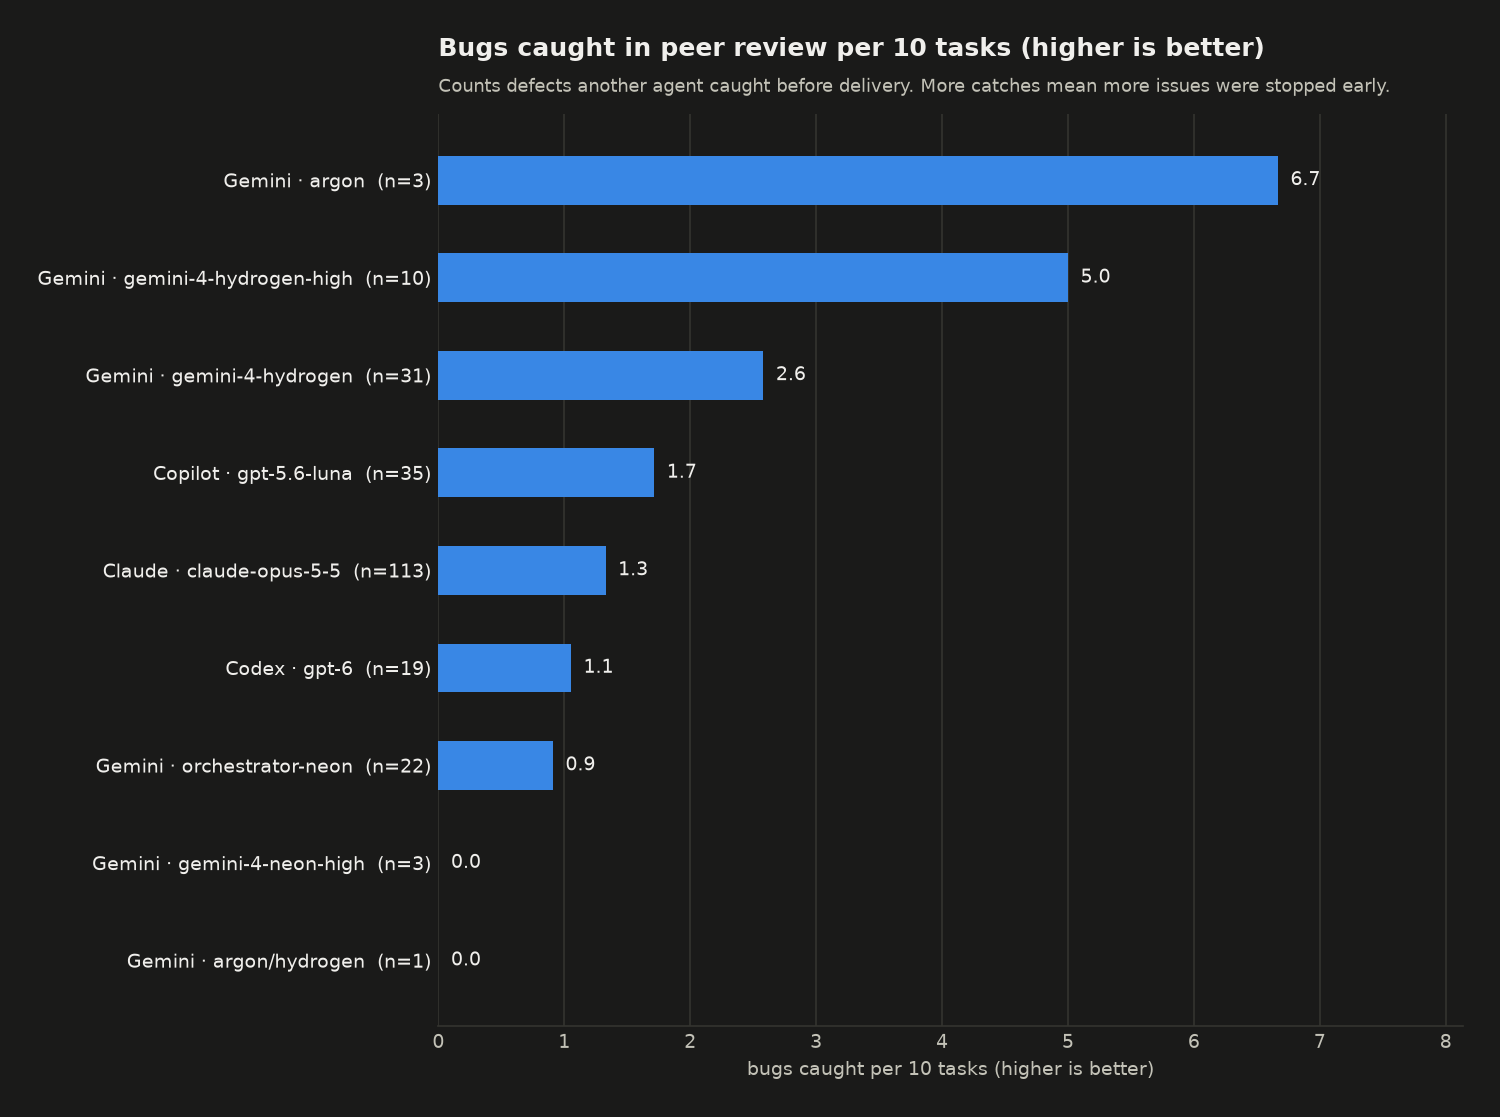 Bugs caught in peer review per 10 tasks (higher is better)
Counts defects another agent caught before delivery. More catches mean more issues were stopped early.
Gemini · argon (n=3) 6.7
Gemini · gemini-4-hydrogen-high (n=10) 5.0
Gemini · gemini-4-hydrogen (n=31) 2.6
Copilot · gpt-5.6-luna (n=35) 1.7
Claude · claude-opus-5-5 (n=113) 1.3
Codex · gpt-6 (n=19) 1.1
Gemini · orchestrator-neon (n=22) 0.9
Gemini · gemini-4-neon-high (n=3) 0.0
Gemini · argon/hydrogen (n=1) 0.0
0 1 2 3 4 5 6 7 8
bugs caught per 10 tasks (higher is better)